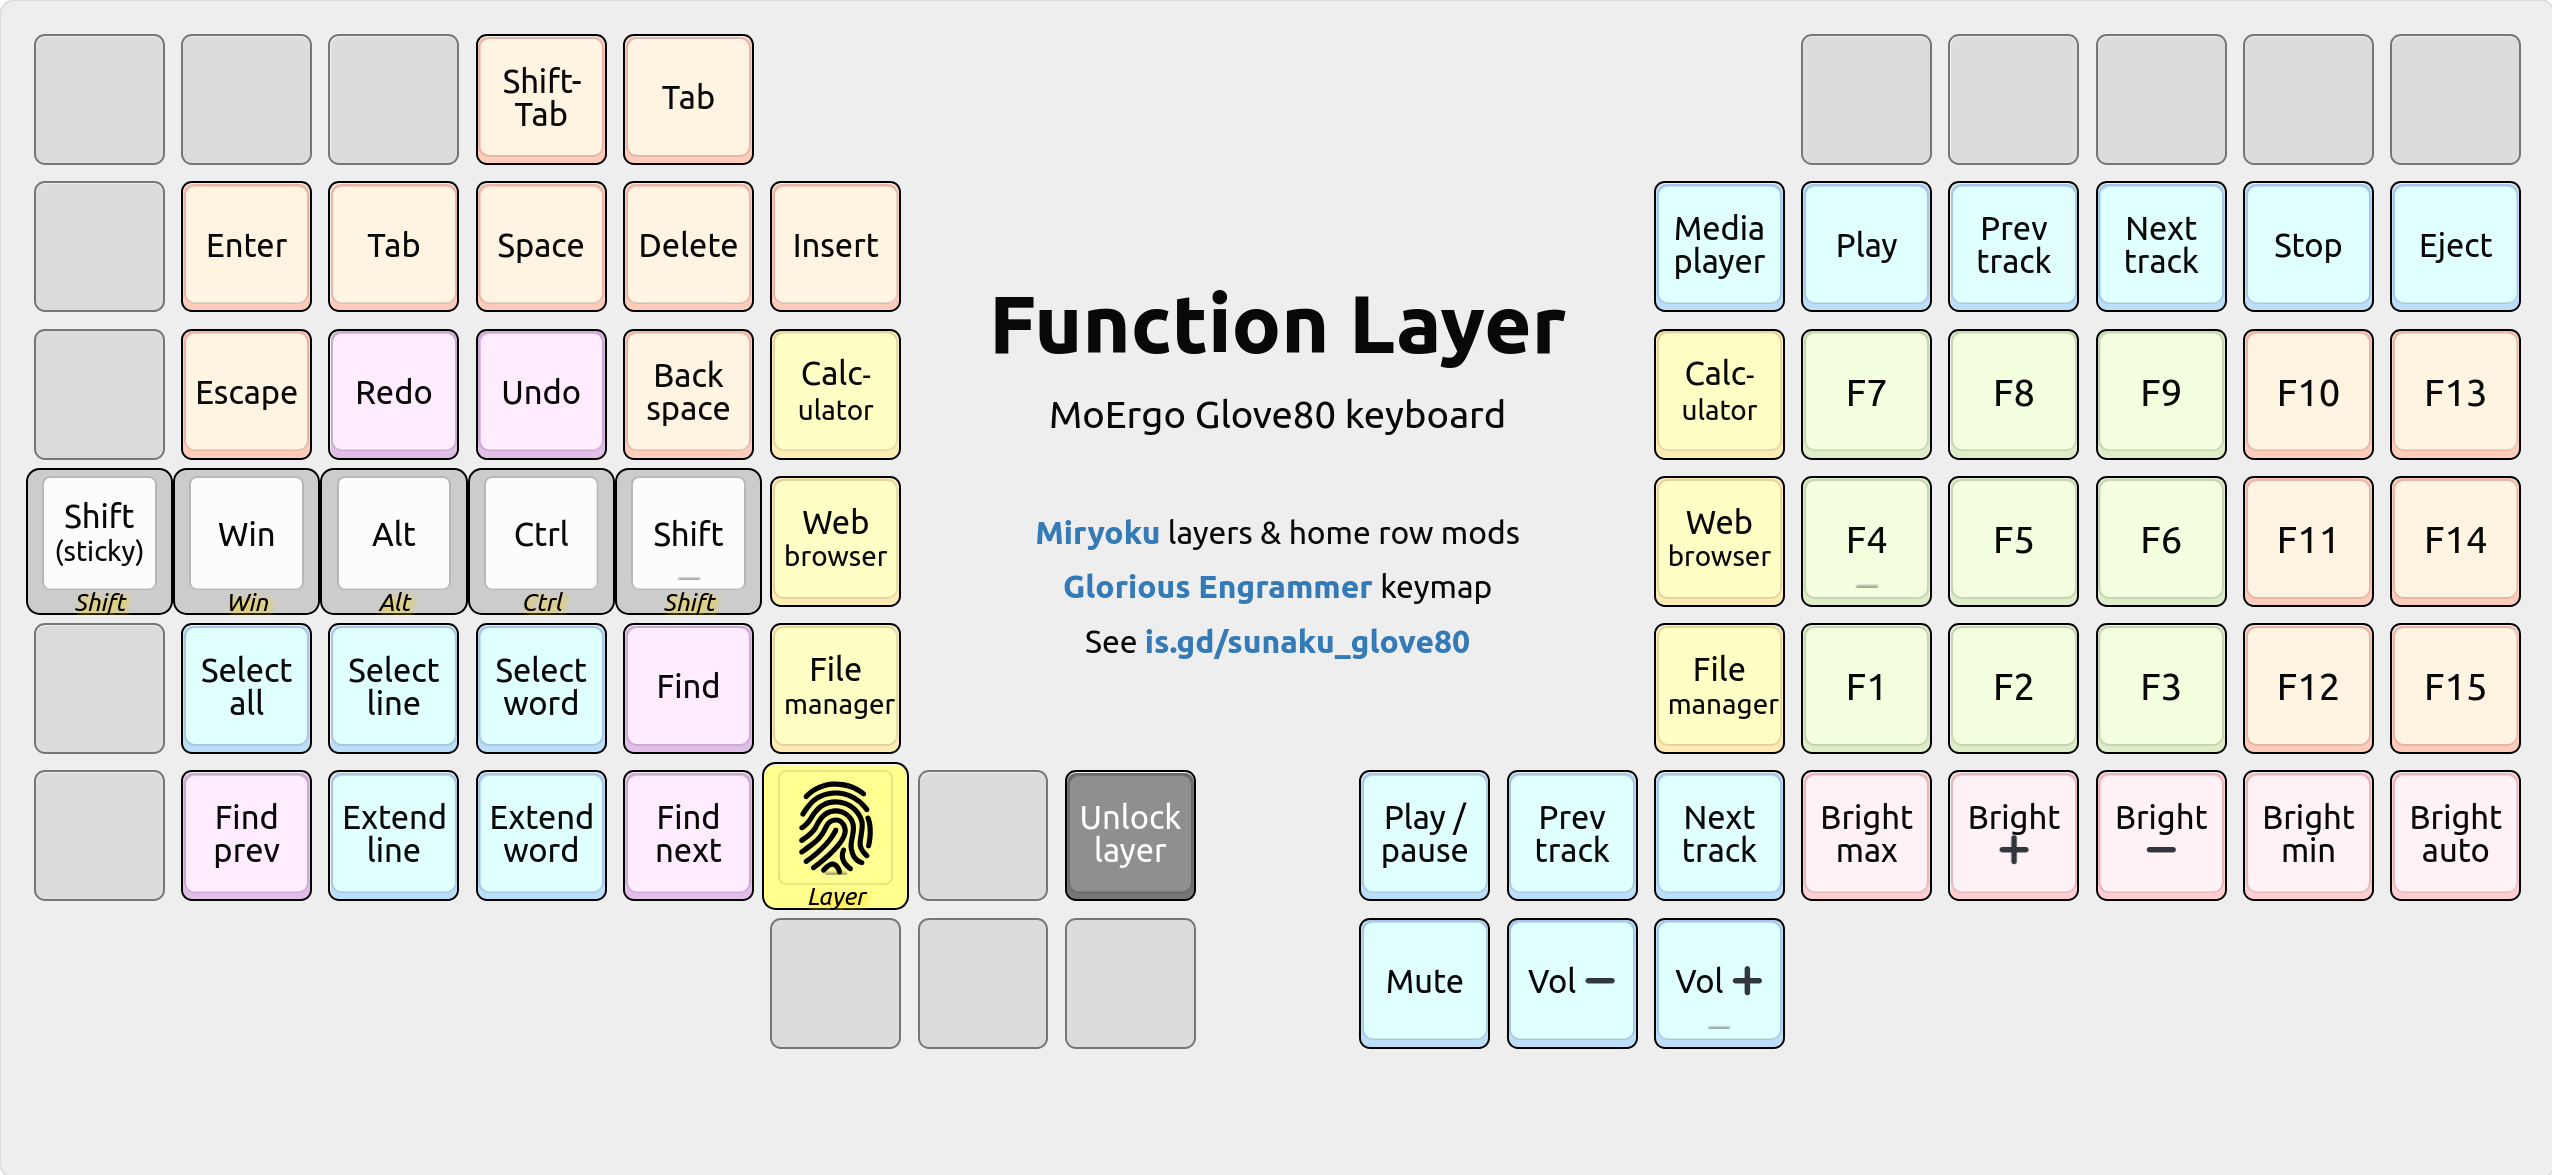 Shift-
Tab
Tab
Enter
Tab
Space
Delete
Insert
Media
player
Play
Prev
track
Next
track
Stop
Eject
Function Layer
MoErgo Glove80 keyboard
Escape
Redo
Undo
Back
space
Calc-
ulator
Calc-
ulator
F7
F8
F9
F10
F13
Shift
(sticky)
Shift
Win
Win
Alt
Alt
Ctrl
Ctrl
Shift
_
Shift
Web
browser
Miryoku layers & home row mods
Glorious Engrammer keymap
See is.gd/sunaku_glove80
Web
browser
F4
_
F5
F6
F11
F14
Select
all
Select
line
Select
word
Find
File
manager
File
manager
F1
F2
F3
F12
F15
Find
prev
Extend
line
Extend
word
Find
next
Layer
Unlock
layer
Play /
pause
Prev
track
Next
track
Bright
max
Bright
+
Bright
−
Bright
min
Bright
auto
Mute
Vol −
Vol +
_